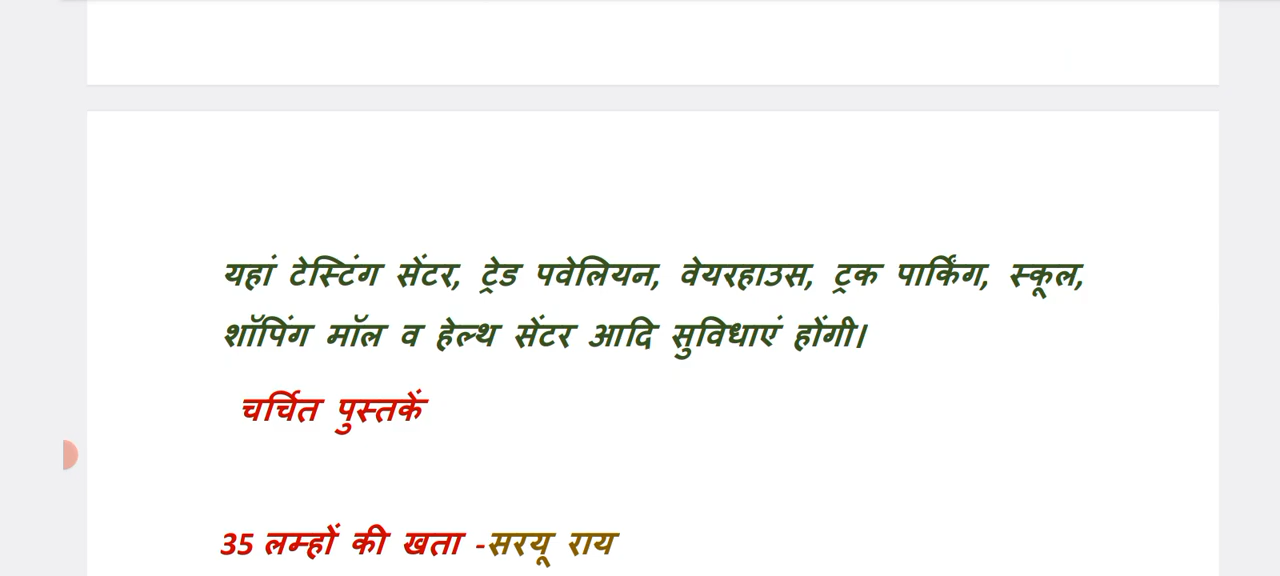 यहां टेस्टिंग सेंटर, ट्रेड पवेलियन, वेयरहाउस, ट्रक पार्किंग, स्कूल,
शॉपिंग मॉल व हेल्थ सेंटर आदि सुविधाएं होंगी।
चर्चित पुस्तकें
35 लम्हों की खता -सरयू राय